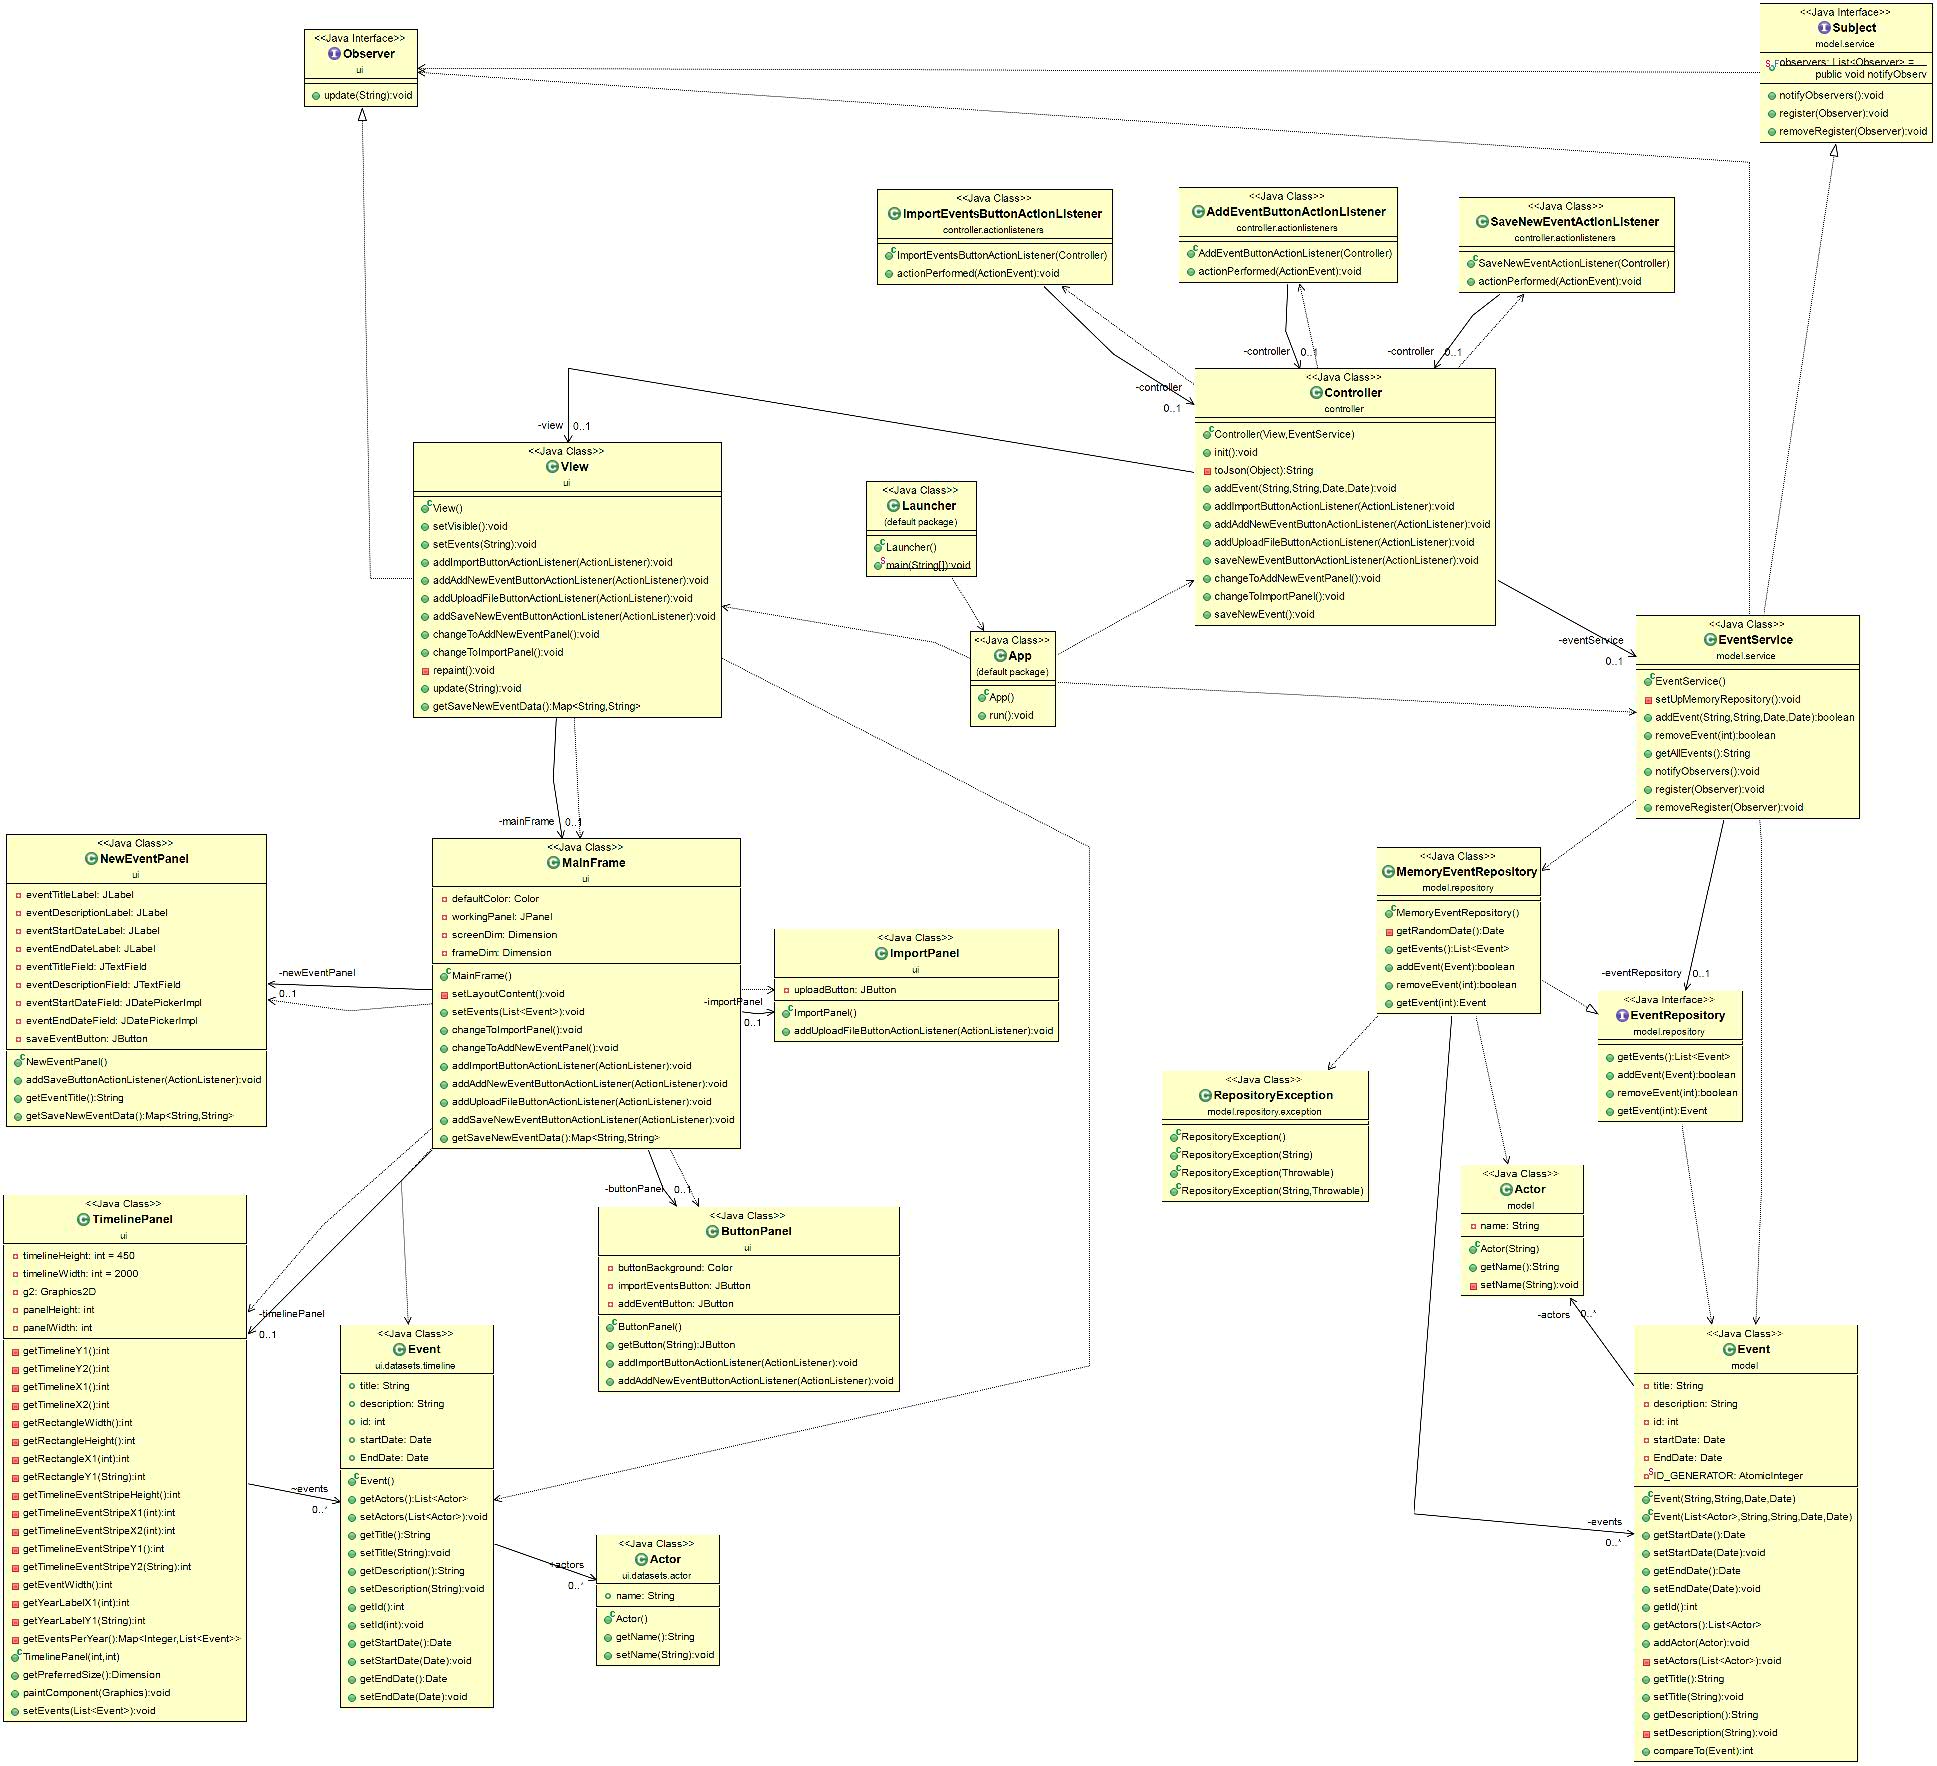 <<Java Interface>>
Observer
ui
update(String):void
<<Java Interface>>
Subject
model.service
observers: List<Observer> =
public void notifyObserv
notifyObservers():void
register(Observer):void
removeRegister(Observer):void
<<Java Class>>
ImportEventsButtonActionListener
controller.actionlisteners
ImportEventsButtonActionListener(Controller)
actionPerformed(ActionEvent):void
<<Java Class>>
AddEventButtonActionListener
controller.actionlisteners
AddEventButtonActionListener(Controller)
actionPerformed(ActionEvent):void
<<Java Class>>
SaveNewEventActionListener
controller.actionlisteners
SaveNewEventActionListener(Controller)
actionPerformed(ActionEvent):void
-controller
0..1
-controller
0..1
-controller
0..1
<<Java Class>>
Controller
controller
Controller(View,EventService)
init():void
toJson(Object):String
addEvent(String,String,Date,Date):void
addImportButtonActionListener(ActionListener):void
addAddNewEventButtonActionListener(ActionListener):void
addUploadFileButtonActionListener(ActionListener):void
saveNewEventButtonActionListener(ActionListener):void
changeToAddNewEventPanel():void
changeToImportPanel():void
saveNewEvent():void
-view
0..1
<<Java Class>>
View
ui
View()
setVisible():void
setEvents(String):void
addImportButtonActionListener(ActionListener):void
addAddNewEventButtonActionListener(ActionListener):void
addUploadFileButtonActionListener(ActionListener):void
addSaveNewEventButtonActionListener(ActionListener):void
changeToAddNewEventPanel():void
changeToImportPanel():void
repaint():void
update(String):void
getSaveNewEventData():Map<String,String>
<<Java Class>>
Launcher
(default package)
Launcher()
main(String[]):void
<<Java Class>>
App
(default package)
App()
run():void
-eventService
0..1
<<Java Class>>
EventService
model.service
EventService()
setUpMemoryRepository():void
addEvent(String,String,Date,Date):boolean
removeEvent(int):boolean
getAllEvents():String
notifyObservers():void
register(Observer):void
removeRegister(Observer):void
-mainFrame
0..1
<<Java Class>>
NewEventPanel
ui
eventTitleLabel: JLabel
eventDescriptionLabel: JLabel
eventStartDateLabel: JLabel
eventEndDateLabel: JLabel
eventTitleField: JTextField
eventDescriptionField: JTextField
eventStartDateField: JDatePickerImpl
eventEndDateField: JDatePickerImpl
saveEventButton: JButton
NewEventPanel()
addSaveButtonActionListener(ActionListener):void
getEventTitle():String
getSaveNewEventData():Map<String,String>
-newEventPanel
0..1
<<Java Class>>
MainFrame
ui
defaultColor: Color
workingPanel: JPanel
screenDim: Dimension
frameDim: Dimension
MainFrame()
setLayoutContent():void
setEvents(List<Event>):void
changeToImportPanel():void
changeToAddNewEventPanel():void
addImportButtonActionListener(ActionListener):void
addAddNewEventButtonActionListener(ActionListener):void
addUploadFileButtonActionListener(ActionListener):void
addSaveNewEventButtonActionListener(ActionListener):void
getSaveNewEventData():Map<String,String>
-importPanel
0..1
<<Java Class>>
ImportPanel
ui
uploadButton: JButton
ImportPanel()
addUploadFileButtonActionListener(ActionListener):void
<<Java Class>>
MemoryEventRepository
model.repository
MemoryEventRepository()
getRandomDate():Date
getEvents():List<Event>
addEvent(Event):boolean
removeEvent(int):boolean
getEvent(int):Event
-eventRepository
0..1
<<Java Interface>>
EventRepository
model.repository
getEvents():List<Event>
addEvent(Event):boolean
removeEvent(int):boolean
getEvent(int):Event
<<Java Class>>
RepositoryException
model.repository.exception
RepositoryException()
RepositoryException(String)
RepositoryException(Throwable)
RepositoryException(String,Throwable)
<<Java Class>>
Actor
model
name: String
Actor(String)
getName():String
setName(String):void
-actors
0..*
<<Java Class>>
TimelinePanel
ui
timelineHeight: int = 450
timelineWidth: int = 2000
g2: Graphics2D
panelHeight: int
panelWidth: int
getTimelineY1():int
getTimelineY2():int
getTimelineX1():int
getTimelineX2():int
getRectangleWidth():int
getRectangleHeight():int
getRectangleX1(int):int
getRectangleY1(String):int
getTimelineEventStripeHeight():int
getTimelineEventStripeX1(int):int
getTimelineEventStripeX2(int):int
getTimelineEventStripeY1():int
getTimelineEventStripeY2(String):int
getEventWidth():int
getYearLabelX1(int):int
getYearLabelY1(String):int
getEventsPerYear():Map<Integer,List<Event>>
TimelinePanel(int,int)
getPreferredSize():Dimension
paintComponent(Graphics):void
setEvents(List<Event>):void
-timelinePanel
0..1
-buttonPanel
0..1
<<Java Class>>
ButtonPanel
ui
buttonBackground: Color
importEventsButton: JButton
addEventButton: JButton
ButtonPanel()
getButton(String):JButton
addImportButtonActionListener(ActionListener):void
addAddNewEventButtonActionListener(ActionListener):void
~events
0..*
<<Java Class>>
Event
ui.datasets.timeline
title: String
description: String
id: int
startDate: Date
EndDate: Date
Event()
getActors():List<Actor>
setActors(List<Actor>):void
getTitle():String
setTitle(String):void
getDescription():String
setDescription(String):void
getId():int
setId(int):void
getStartDate():Date
setStartDate(Date):void
getEndDate():Date
setEndDate(Date):void
+actors
0..*
<<Java Class>>
Actor
ui.datasets.actor
name: String
Actor()
getName():String
setName(String):void
-events
0..*
<<Java Class>>
Event
model
title: String
description: String
id: int
startDate: Date
EndDate: Date
ID_GENERATOR: AtomicInteger
Event(String,String,Date,Date)
Event(List<Actor>,String,String,Date,Date)
getStartDate():Date
setStartDate(Date):void
getEndDate():Date
setEndDate(Date):void
getId():int
getActors():List<Actor>
addActor(Actor):void
setActors(List<Actor>):void
getTitle():String
setTitle(String):void
getDescription():String
setDescription(String):void
compareTo(Event):int